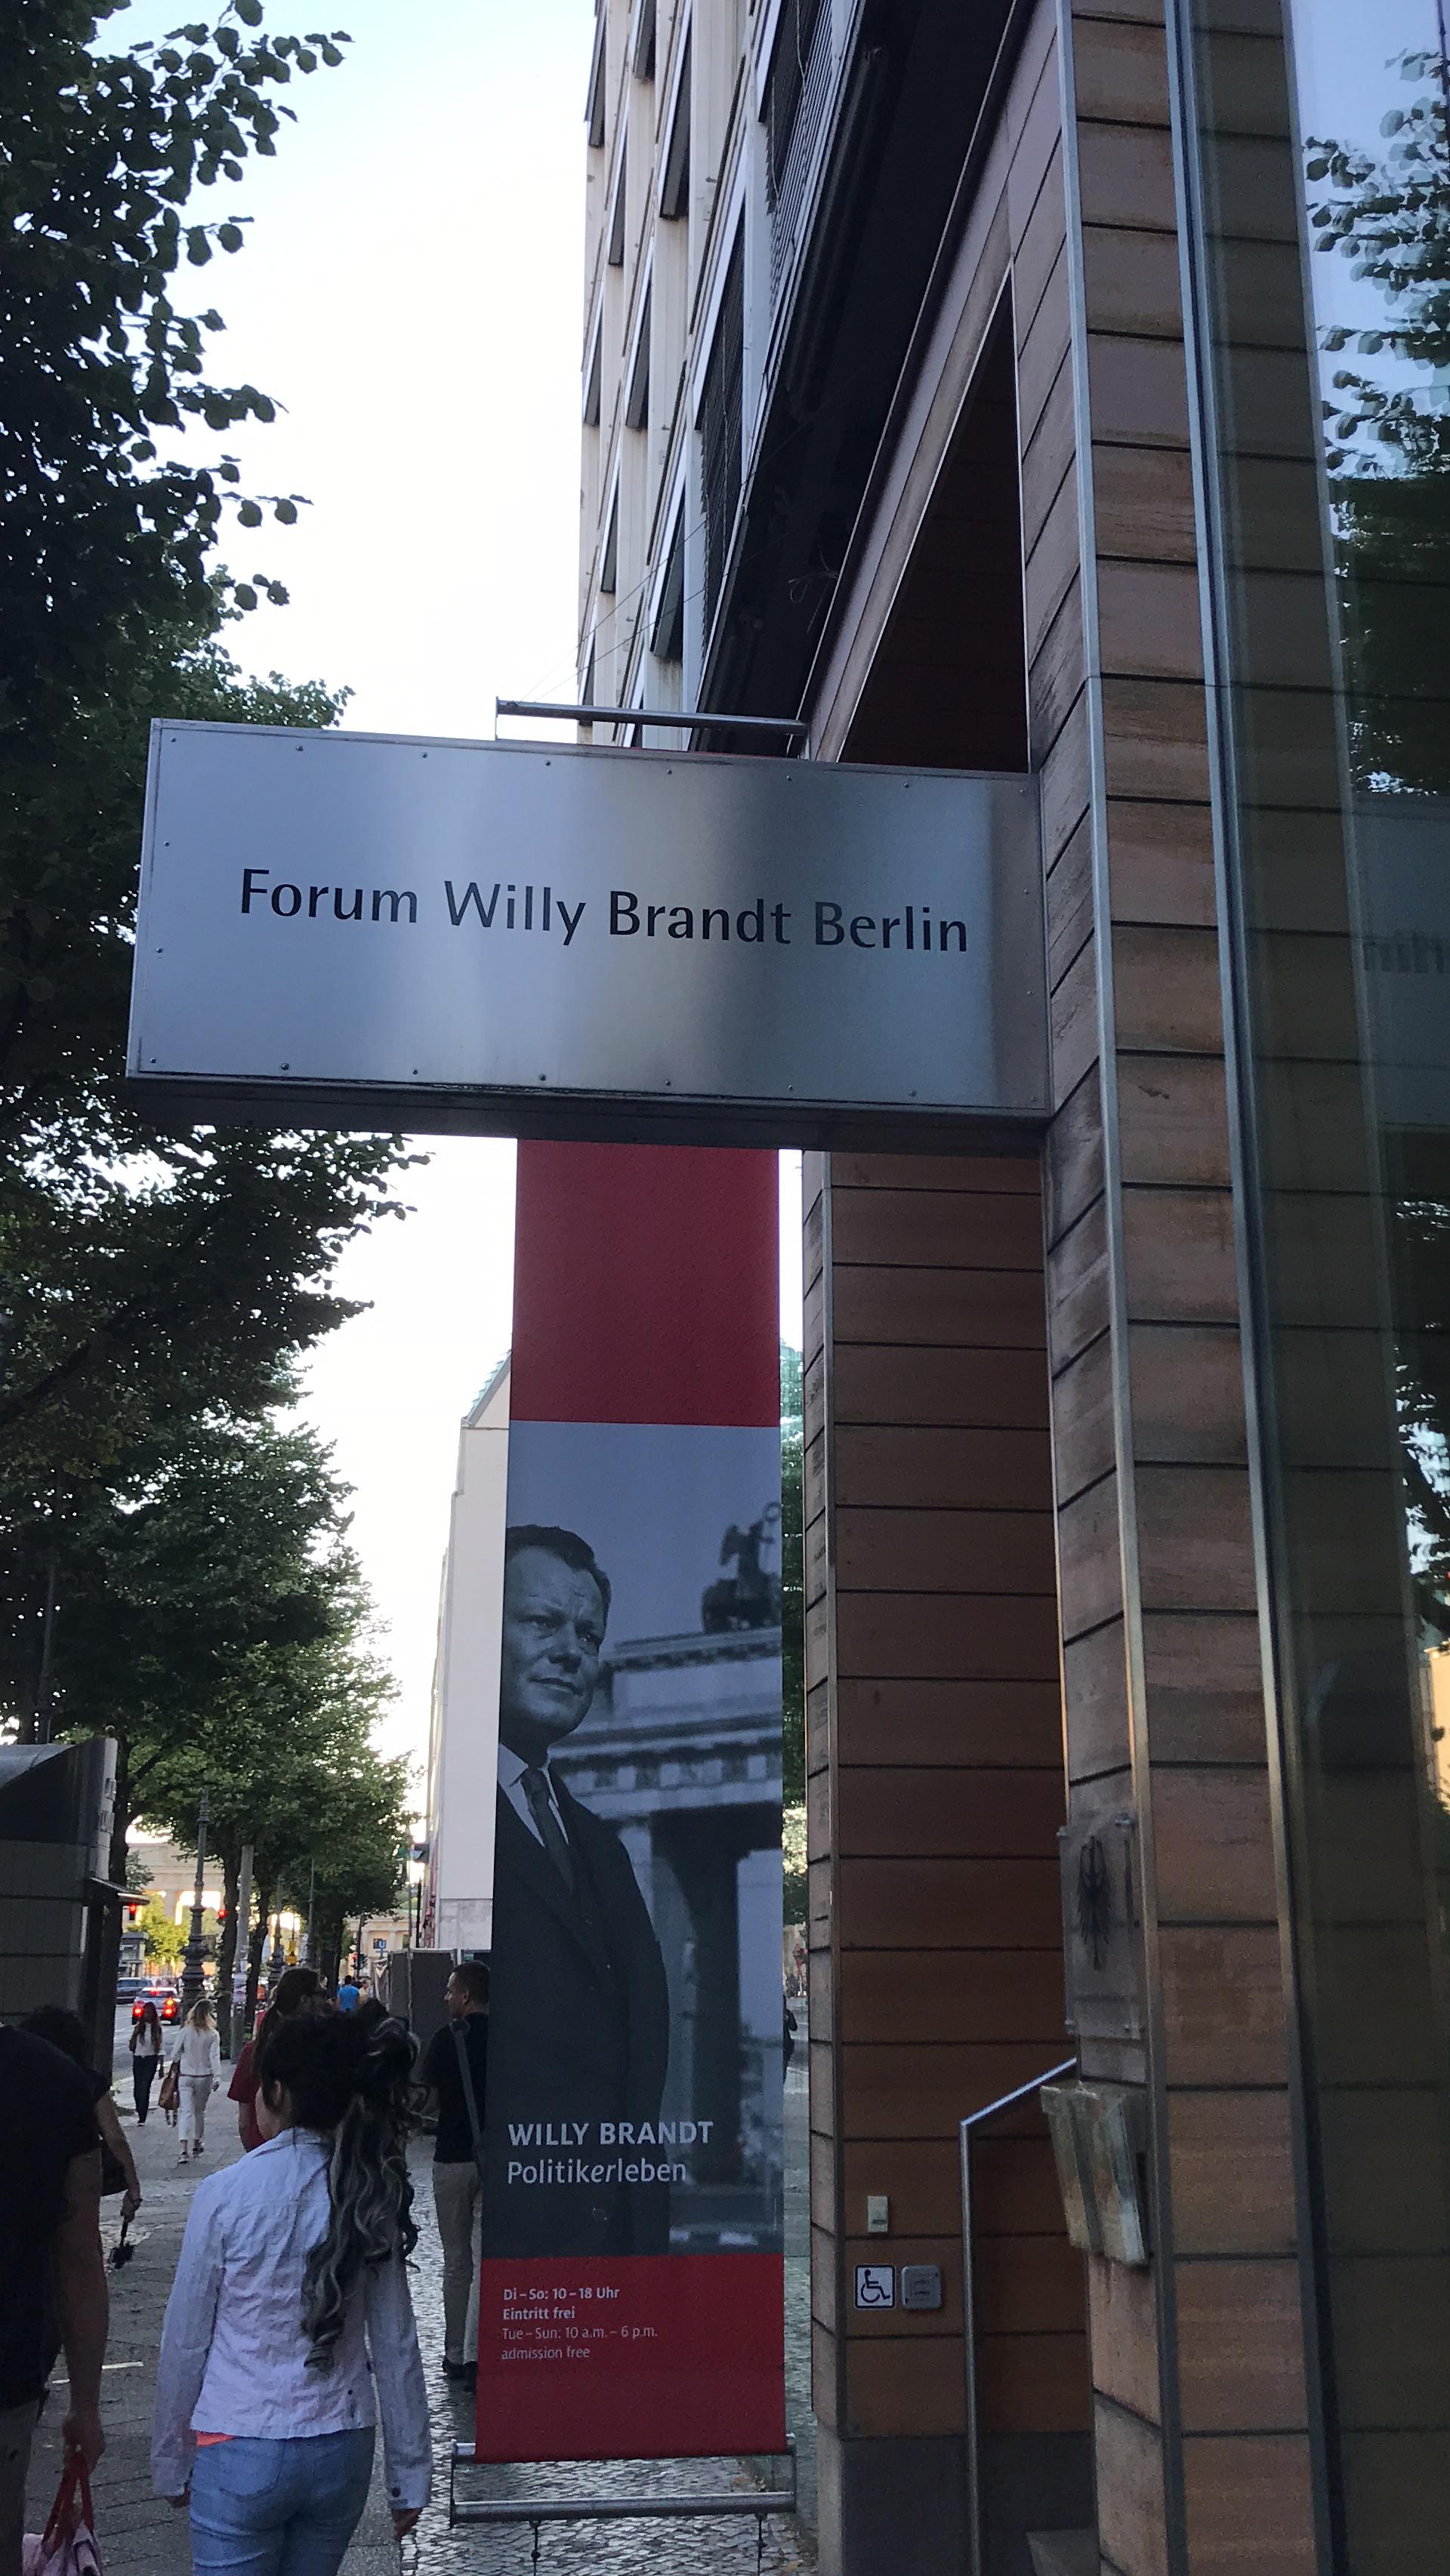 Forum Willy Brandt Berlin
WILLY BRANDT
Politikerleben
Di – So: 10 – 18 Uhr
Eintritt frei
Tue – Sun: 10 a.m. – 6 p.m.
admission free